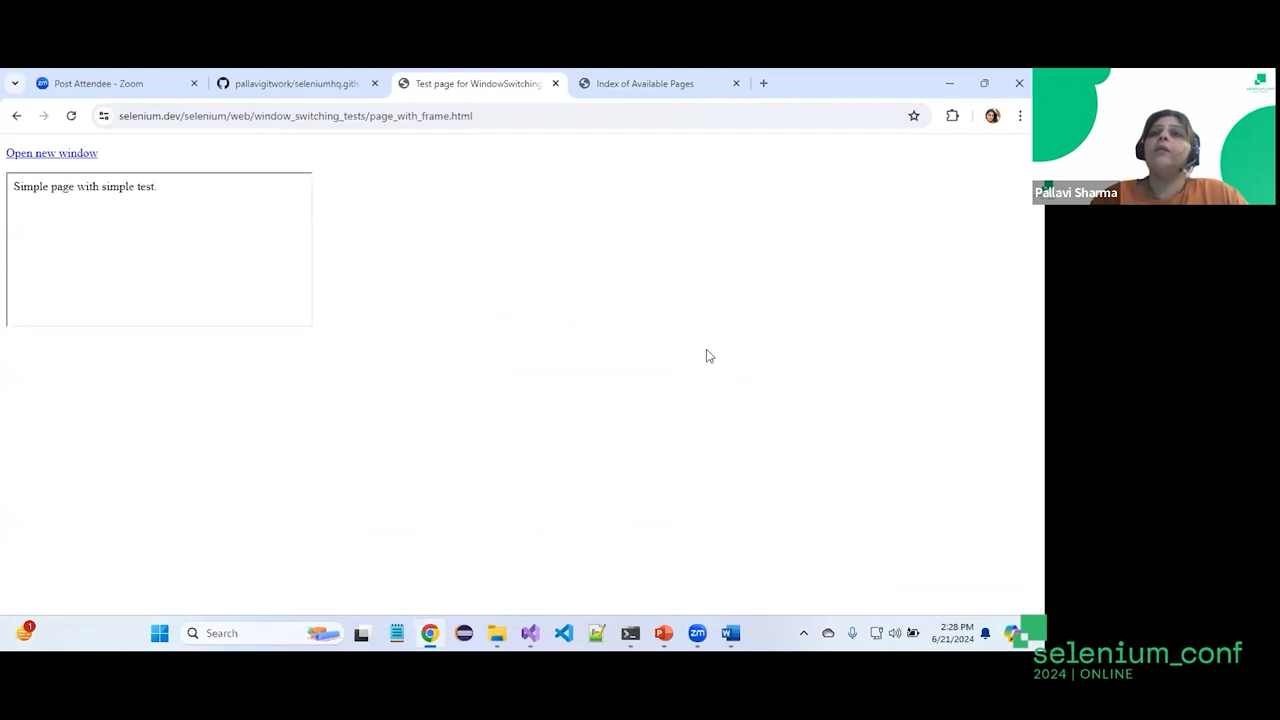 Post Attendee - Zoom
pallavigitwork/seleniumhq.gith
Test page for WindowSwitching
Index of Available Pages
selenium.dev/selenium/web/window_switching_tests/page_with_frame.html
Open new window
Simple page with simple test.
Pallavi Sharma
1
Search
zm
2:28 PM
6/21/2024
selenium_conf
2024 | ONLINE